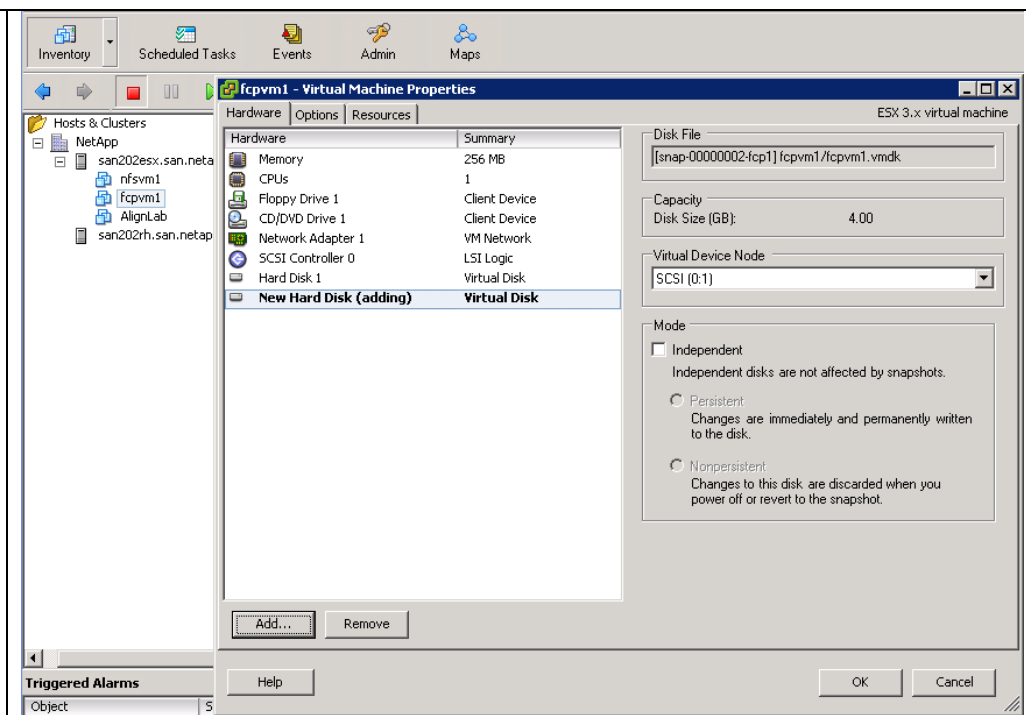 Inventory
Scheduled Tasks
Events
Admin
Maps
fcpvm1 - Virtual Machine Properties
Hardware
Options
Resources
ESX 3.x virtual machine
Hosts & Clusters
NetApp
san202esx.san.neta
nfsvm1
fcpvm1
AlignLab
san202rh.san.netap
Hardware Summary
Memory 256 MB
CPUs 1
Floppy Drive 1 Client Device
CD/DVD Drive 1 Client Device
Network Adapter 1 VM Network
SCSI Controller 0 LSI Logic
Hard Disk 1 Virtual Disk
New Hard Disk (adding) Virtual Disk
Disk File
[snap-00000002-fcp1] fcpvm1/fcpvm1.vmdk
Capacity
Disk Size (GB): 4.00
Virtual Device Node
SCSI (0:1)
Mode
Independent
Independent disks are not affected by snapshots.
Persistent
Changes are immediately and permanently written
to the disk.
Nonpersistent
Changes to this disk are discarded when you
power off or revert to the snapshot.
Add...
Remove
Triggered Alarms
Object S
Help
OK
Cancel